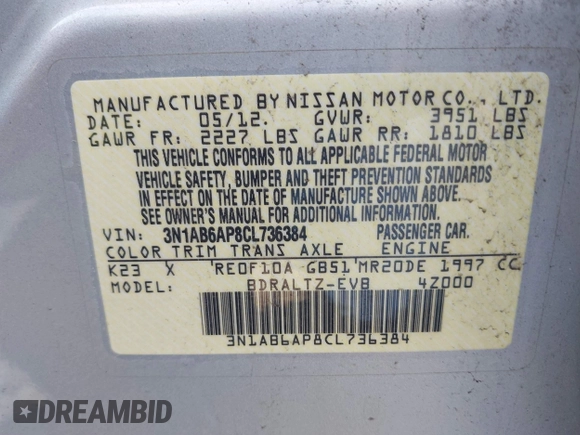 MANUFACTURED BY NISSAN MOTOR CO., LTD.
DATE: 05/12. GVWR: 3951 LBS
GAWR FR: 2227 LBS GAWR RR: 1810 LBS
THIS VEHICLE CONFORMS TO ALL APPLICABLE FEDERAL MOTOR
VEHICLE SAFETY, BUMPER AND THEFT PREVENTION STANDARDS
IN EFFECT ON THE DATE OF MANUFACTURE SHOWN ABOVE.
SEE OWNER'S MANUAL FOR ADDITIONAL INFORMATION.
VIN: 3N1AB6AP8CL736384 PASSENGER CAR.
COLOR TRIM TRANS AXLE ENGINE
K23 X RE0F10A GB51 MR20DE 1997 CC
MODEL: BDRALTZ-EVB 4Z000
3N1AB6AP8CL736384
DREAMBID